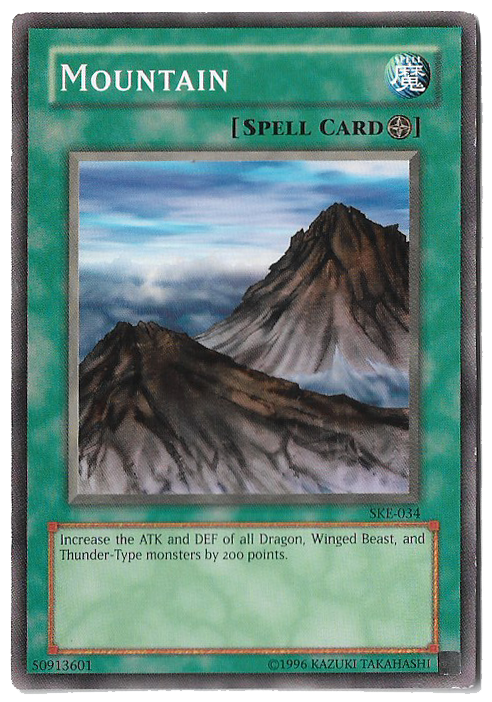 MOUNTAIN
SPELL
魔
[SPELL CARD]
SKE-034
Increase the ATK and DEF of all Dragon, Winged Beast, and
Thunder-Type monsters by 200 points.
50913601
©1996 KAZUKI TAKAHASHI